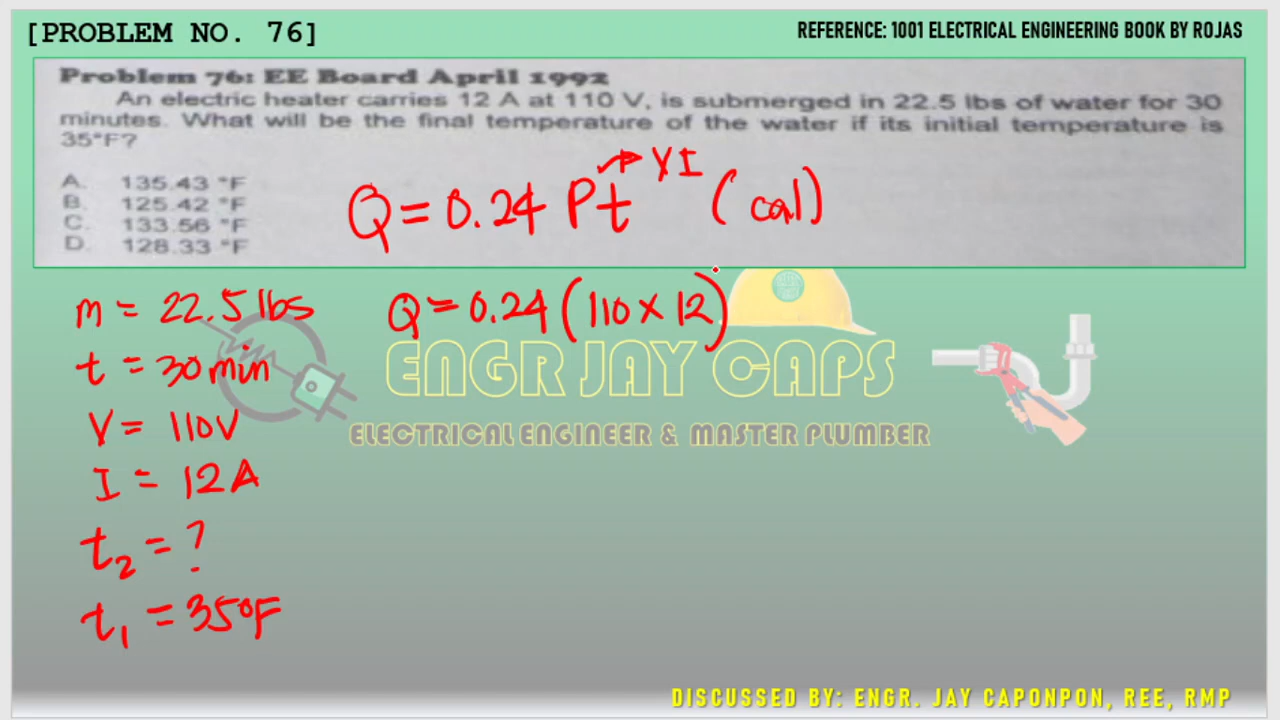 [PROBLEM NO. 76]
REFERENCE: 1001 ELECTRICAL ENGINEERING BOOK BY ROJAS
Problem 76: EE Board April 1992
An electric heater carries 12 A at 110 V, is submerged in 22.5 lbs of water for 30
minutes. What will be the final temperature of the water if its initial temperature is
35°F?
A. 135.43 °F
B. 125.42 °F
C. 133.56 °F
D. 128.33 °F
VI
Q = 0.24 Pt (cal)
m = 22.5 lbs
t = 30 min
V = 110V
I = 12 A
t2 = ?
t1 = 35°F
Q = 0.24 (110 x 12)
ENGR JAY CAPS
ELECTRICAL ENGINEER & MASTER PLUMBER
DISCUSSED BY: ENGR. JAY CAPONPON, REE, RMP